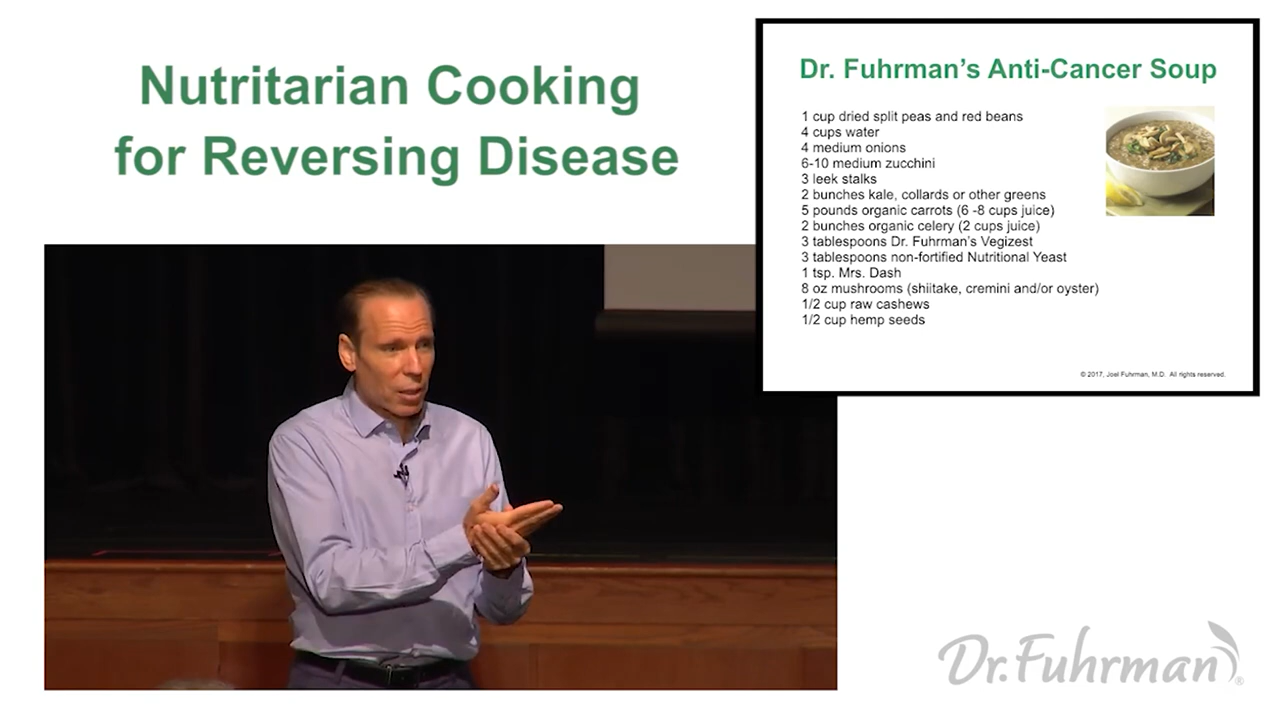 Nutritarian Cooking
for Reversing Disease
Dr. Fuhrman's Anti-Cancer Soup
1 cup dried split peas and red beans
4 cups water
4 medium onions
6-10 medium zucchini
3 leek stalks
2 bunches kale, collards or other greens
5 pounds organic carrots (6 -8 cups juice)
2 bunches organic celery (2 cups juice)
3 tablespoons Dr. Fuhrman's Vegizest
3 tablespoons non-fortified Nutritional Yeast
1 tsp. Mrs. Dash
8 oz mushrooms (shiitake, cremini and/or oyster)
1/2 cup raw cashews
1/2 cup hemp seeds
© 2017, Joel Fuhrman, M.D. All rights reserved.
Dr. Fuhrman®